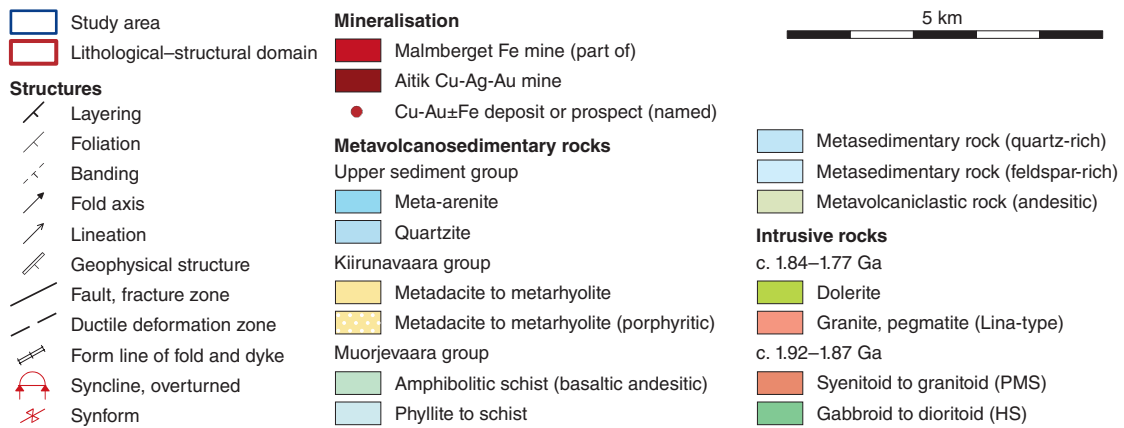 Study area
Lithological–structural domain
Structures
Layering
Foliation
Banding
Fold axis
Lineation
Geophysical structure
Fault, fracture zone
Ductile deformation zone
Form line of fold and dyke
Syncline, overturned
Synform
Mineralisation
Malmberget Fe mine (part of)
Aitik Cu-Ag-Au mine
Cu-Au±Fe deposit or prospect (named)
Metavolcanosedimentary rocks
Upper sediment group
Meta-arenite
Quartzite
Kiirunavaara group
Metadacite to metarhyolite
Metadacite to metarhyolite (porphyritic)
Muorjevaara group
Amphibolitic schist (basaltic andesitic)
Phyllite to schist
5 km
Metasedimentary rock (quartz-rich)
Metasedimentary rock (feldspar-rich)
Metavolcaniclastic rock (andesitic)
Intrusive rocks
c. 1.84–1.77 Ga
Dolerite
Granite, pegmatite (Lina-type)
c. 1.92–1.87 Ga
Syenitoid to granitoid (PMS)
Gabbroid to dioritoid (HS)